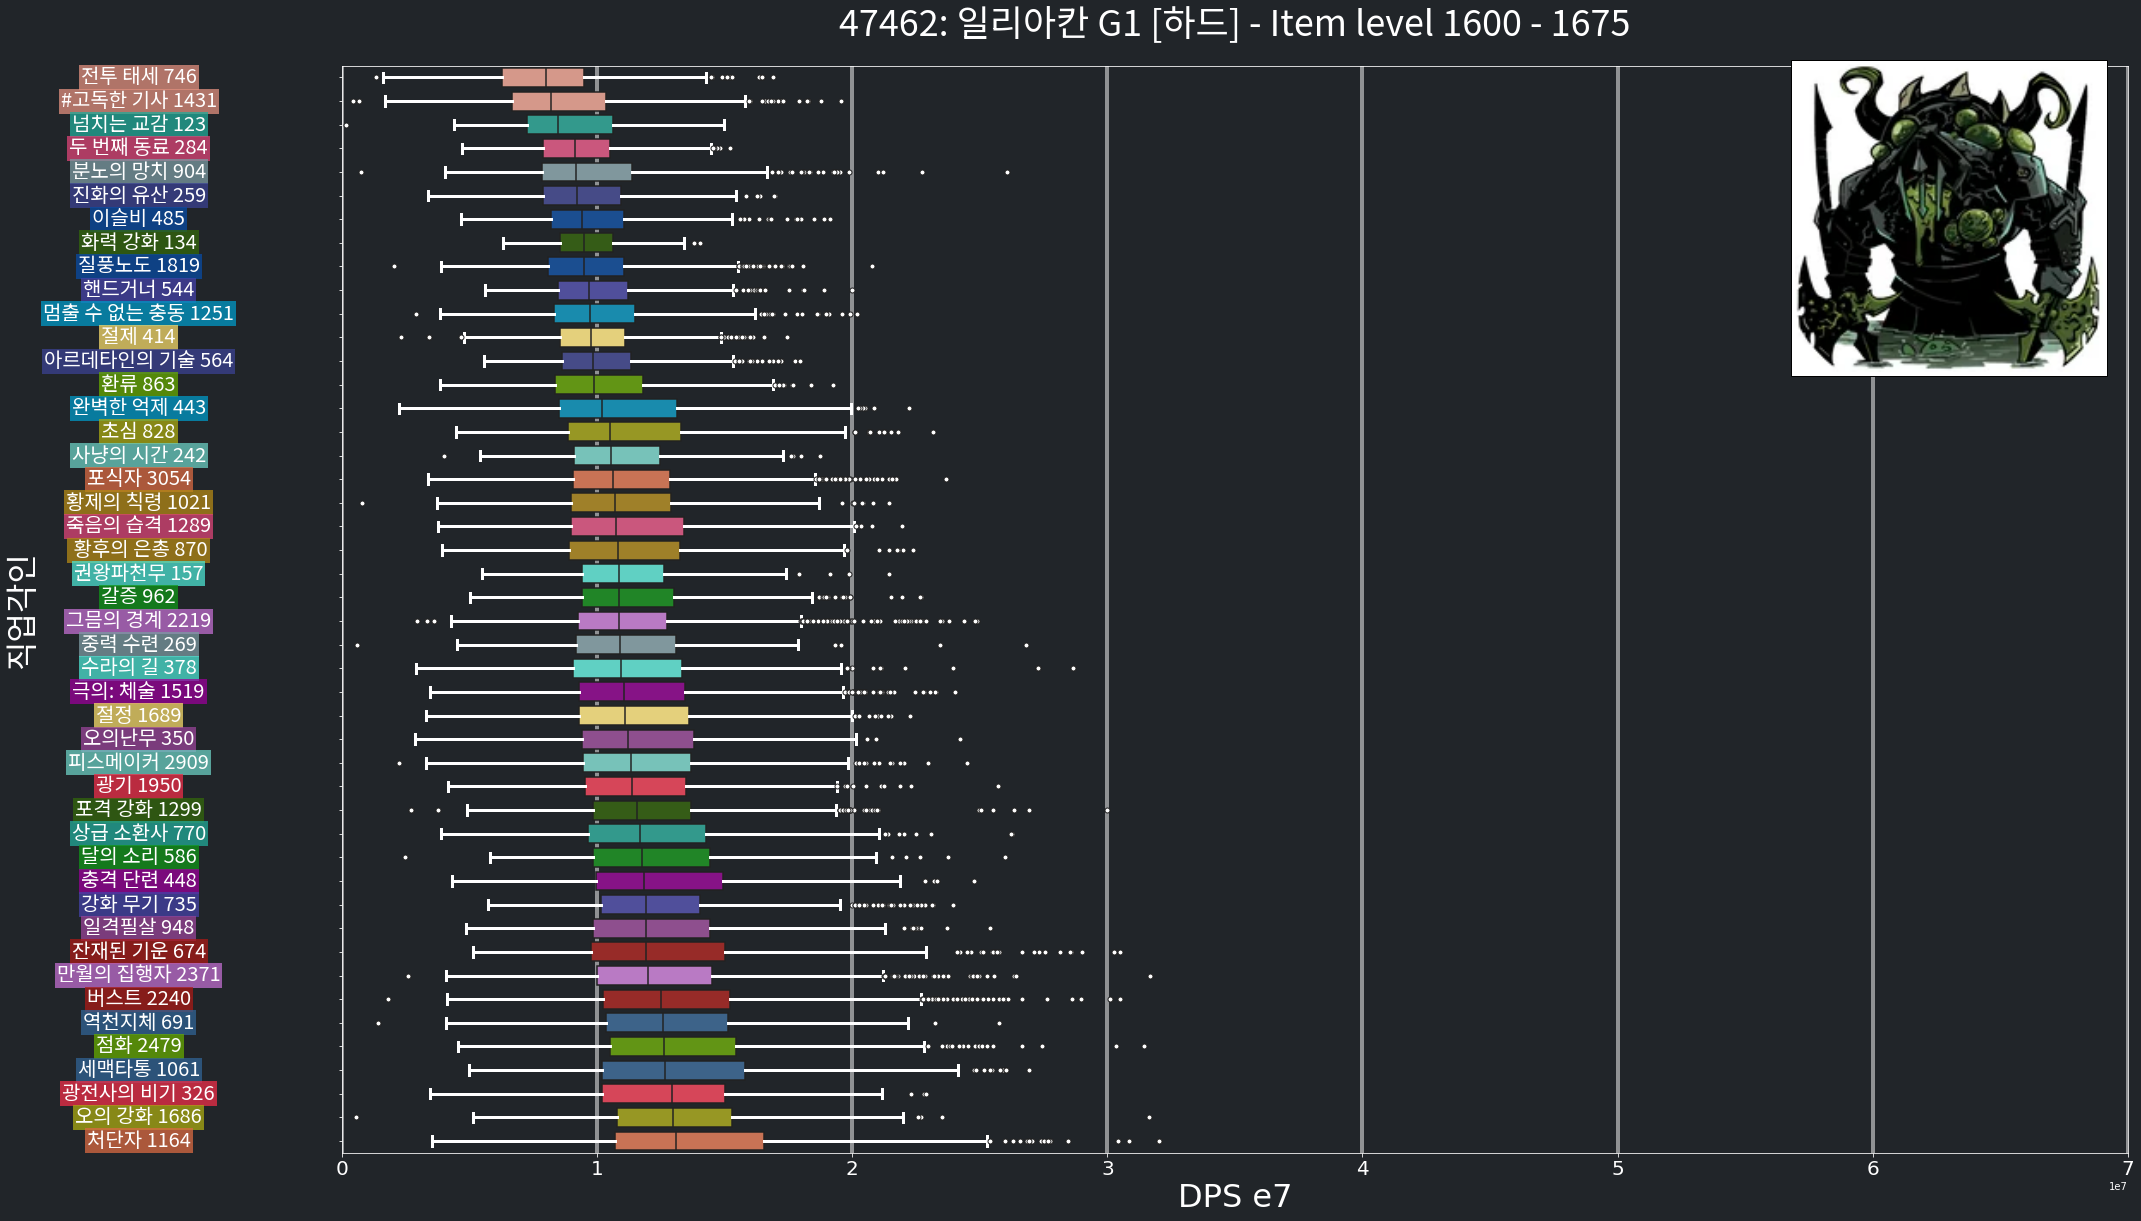 47462: 일리아칸 G1 [하드] - Item level 1600 - 1675
직업각인
전투 태세 746
#고독한 기사 1431
넘치는 교감 123
두 번째 동료 284
분노의 망치 904
진화의 유산 259
이슬비 485
화력 강화 134
질풍노도 1819
핸드거너 544
멈출 수 없는 충동 1251
절제 414
아르데타인의 기술 564
환류 863
완벽한 억제 443
초심 828
사냥의 시간 242
포식자 3054
황제의 칙령 1021
죽음의 습격 1289
황후의 은총 870
권왕파천무 157
갈증 962
그믐의 경계 2219
중력 수련 269
수라의 길 378
극의: 체술 1519
절정 1689
오의난무 350
피스메이커 2909
광기 1950
포격 강화 1299
상급 소환사 770
달의 소리 586
충격 단련 448
강화 무기 735
일격필살 948
잔재된 기운 674
만월의 집행자 2371
버스트 2240
역천지체 691
점화 2479
세맥타통 1061
광전사의 비기 326
오의 강화 1686
처단자 1164
0 1 2 3 4 5 6 7
1e7
DPS e7